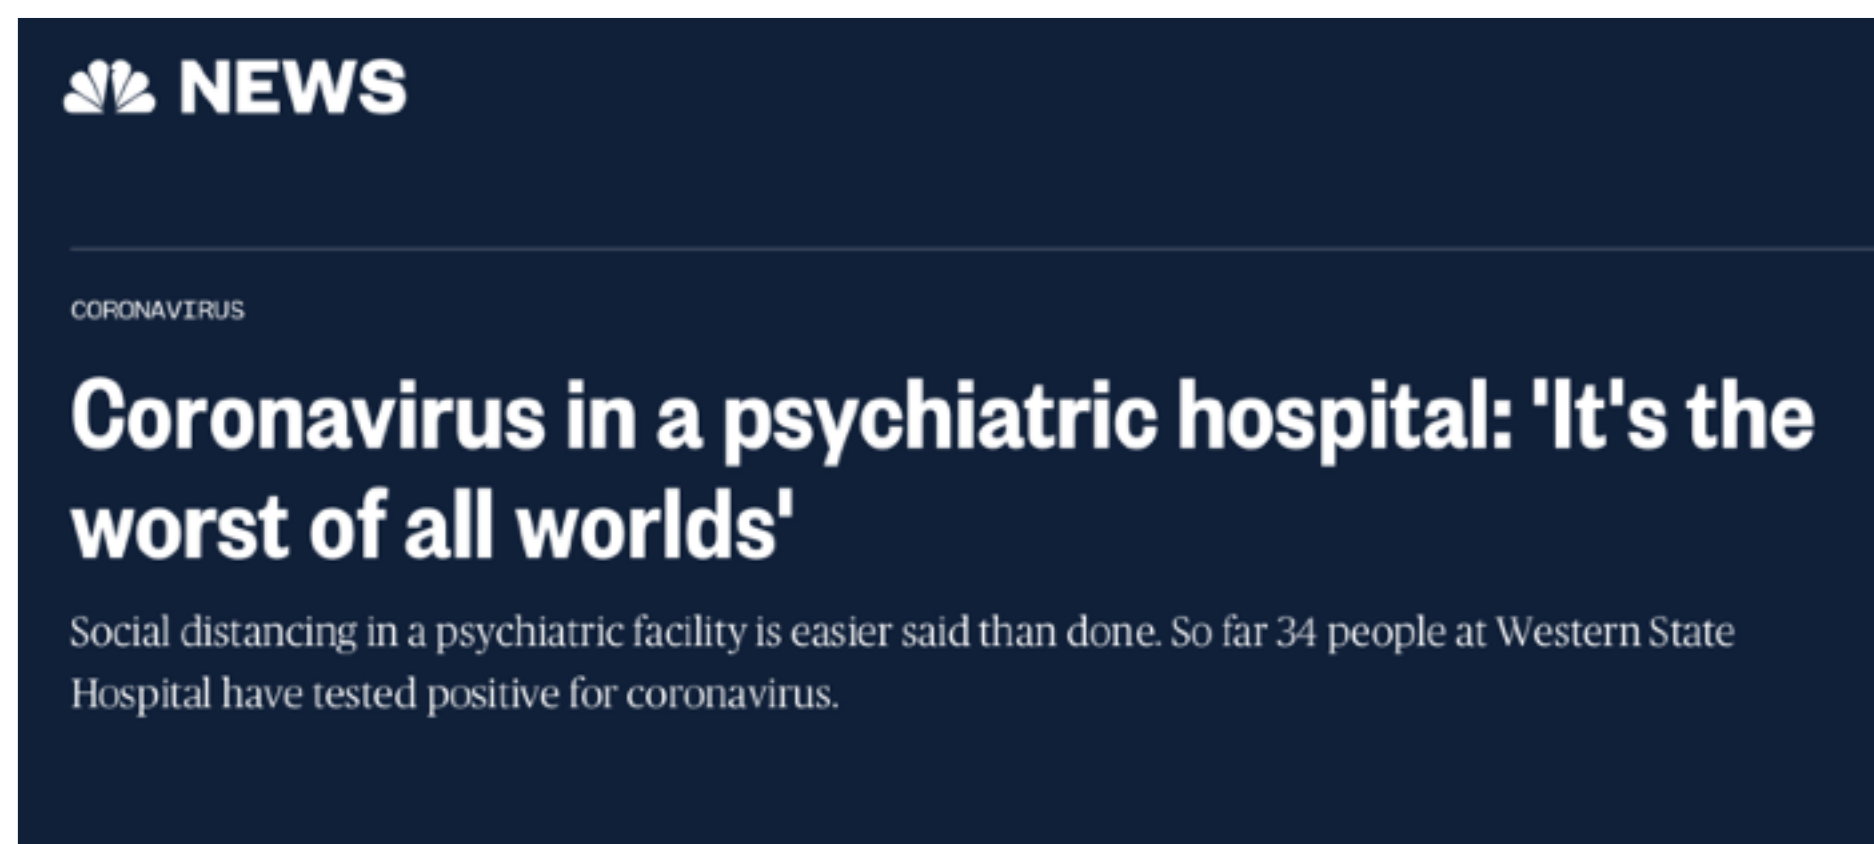 NEWS
CORONAVIRUS
Coronavirus in a psychiatric hospital: 'It's the
worst of all worlds'
Social distancing in a psychiatric facility is easier said than done. So far 34 people at Western State
Hospital have tested positive for coronavirus.